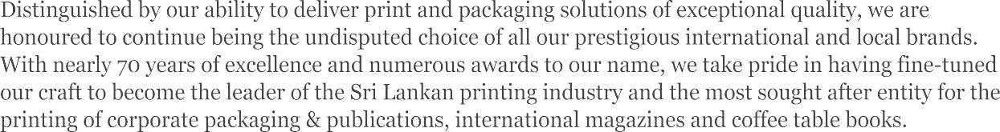 Distinguished by our ability to deliver print and packaging solutions of exceptional quality, we are
honoured to continue being the undisputed choice of all our prestigious international and local brands.
With nearly 70 years of excellence and numerous awards to our name, we take pride in having fine-tuned
our craft to become the leader of the Sri Lankan printing industry and the most sought after entity for the
printing of corporate packaging & publications, international magazines and coffee table books.